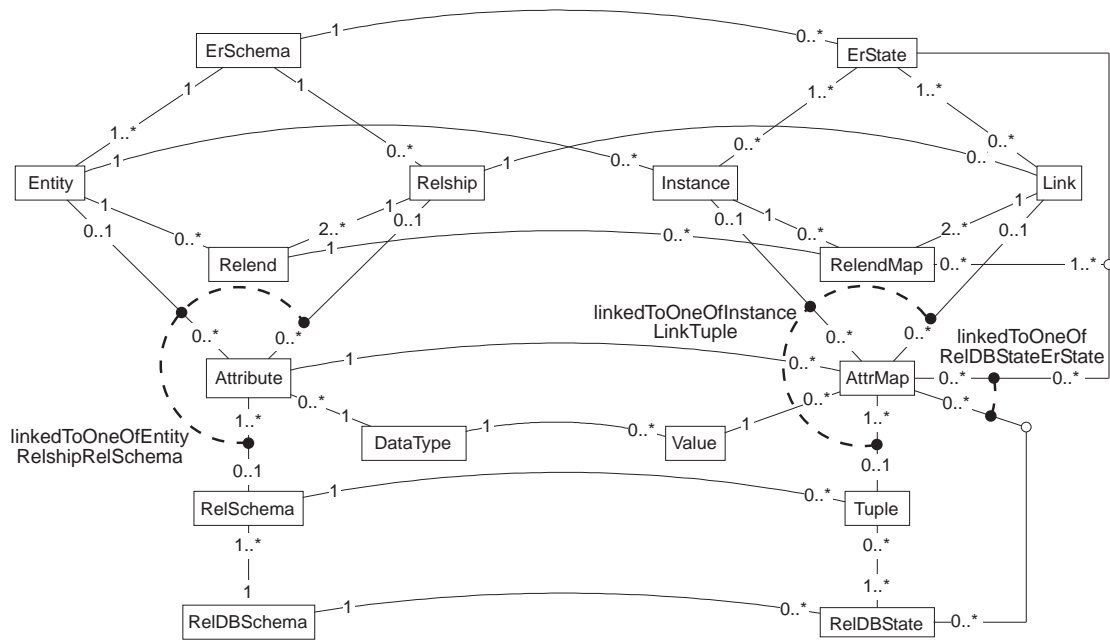 1
0..*
ErSchema
ErState
1
1
1..*
1..*
1..*
0..*
0..*
0..*
1
0..*
1
0..
Entity
Relship
Instance
Link
1
1
1
1
0..1
2..*
0..1
0..1
2..*
0..1
0..*
0..*
1
0..*
Relend
RelendMap
0..*
1..*
linkedToOneOfInstance
LinkTuple
0..*
0..*
0..*
0..*
linkedToOneOf
RelDBStateErState
1
0..*
Attribute
AttrMap
0..*
0..*
0..*
0..*
0..*
1..*
1
1
0..*
1
1..*
DataType
Value
linkedToOneOfEntity
RelshipRelSchema
0..1
0..1
1
0..*
RelSchema
Tuple
1..*
0..*
1
1..*
1
0..*
RelDBSchema
RelDBState
0..*